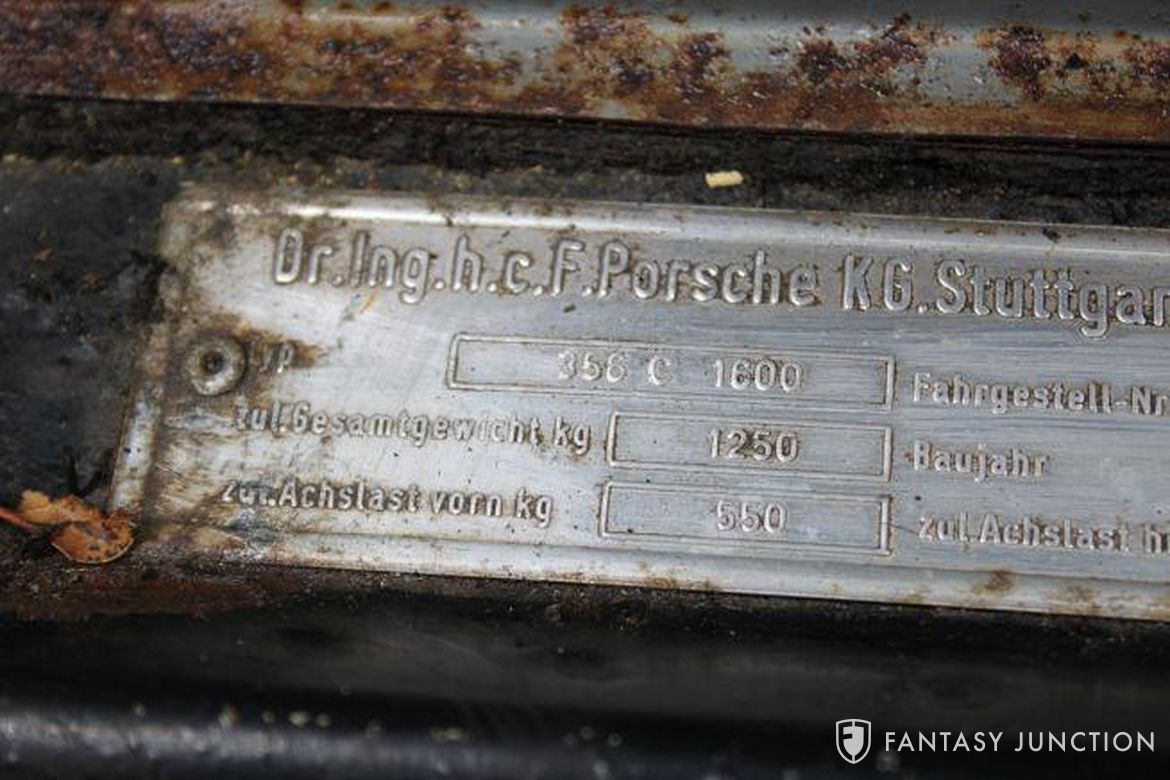 Dr.Ing.h.c.F.Porsche KG.Stuttgar
Typ 356 C 1600 Fahrgestell-Nr
zul.Gesamtgewicht kg 1250 Baujahr
zul.Achslast vorn kg 550 zul.Achslast hi
FANTASY JUNCTION